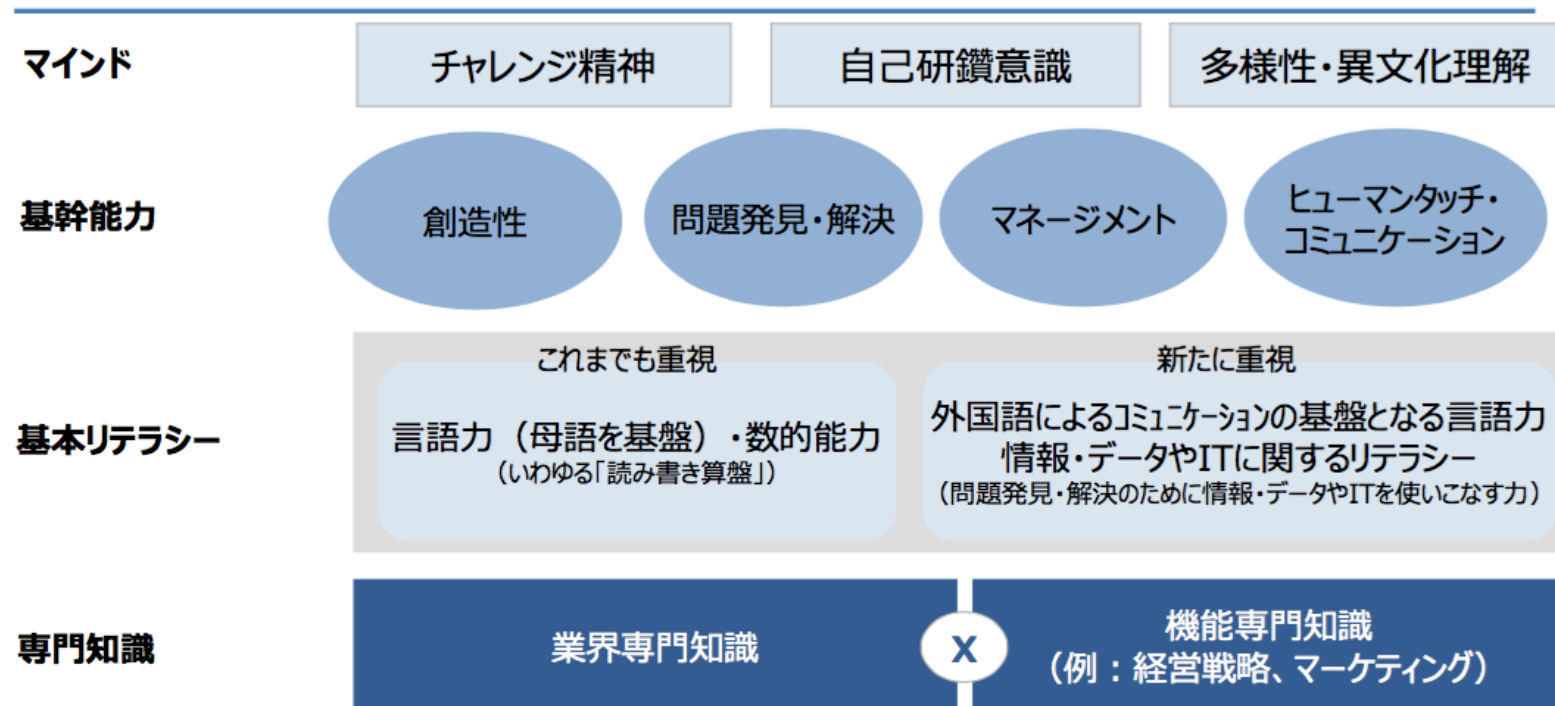 マインド
チャレンジ精神
自己研鑽意識
多様性・異文化理解
基幹能力
創造性
問題発見・解決
マネージメント
ヒューマンタッチ・
コミュニケーション
基本リテラシー
これまでも重視
言語力（母語を基盤）・数的能力
（いわゆる「読み書き算盤」）
新たに重視
外国語によるコミュニケーションの基盤となる言語力
情報・データやITに関するリテラシー
（問題発見・解決のために情報・データやITを使いこなす力）
専門知識
業界専門知識
X
機能専門知識
（例：経営戦略、マーケティング）